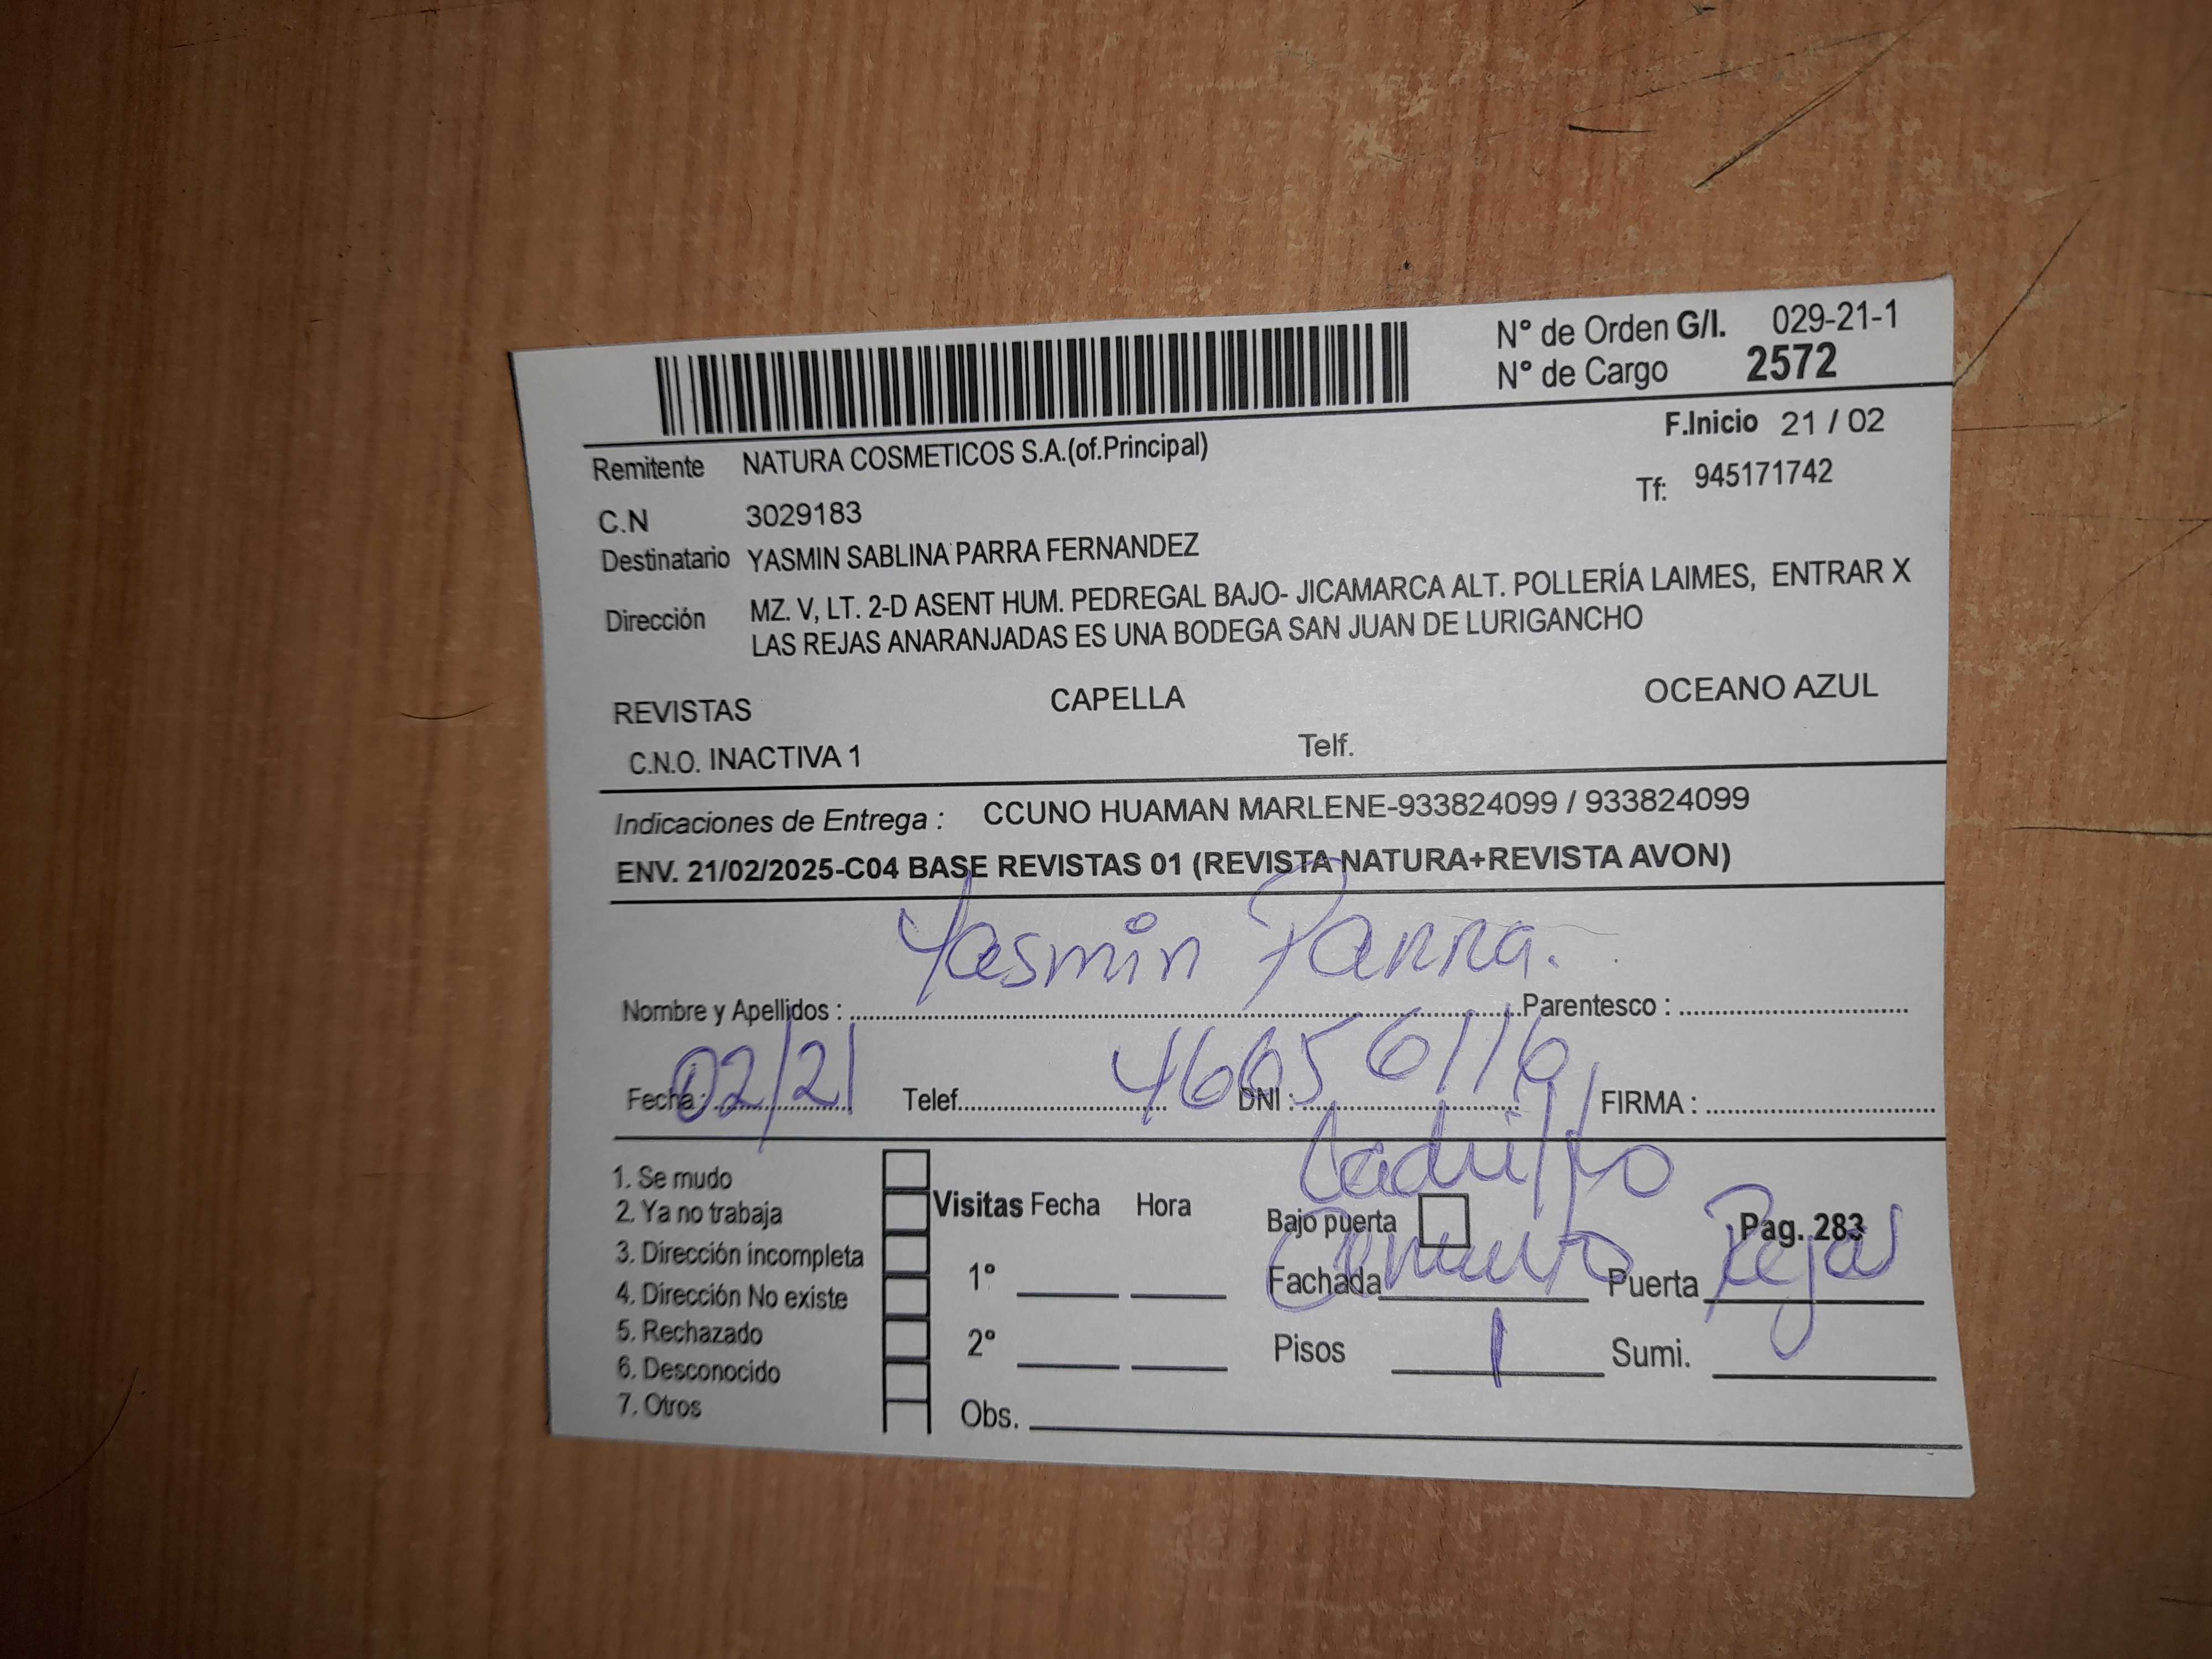 N° de Orden G/I. 029-21-1
N° de Cargo 2572
F.Inicio 21 / 02
Remitente NATURA COSMETICOS S.A.(of.Principal)
Tf: 945171742
C.N 3029183
Destinatario YASMIN SABLINA PARRA FERNANDEZ
Dirección MZ. V, LT. 2-D ASENT HUM. PEDREGAL BAJO- JICAMARCA ALT. POLLERÍA LAIMES, ENTRAR X
LAS REJAS ANARANJADAS ES UNA BODEGA SAN JUAN DE LURIGANCHO
REVISTAS CAPELLA OCEANO AZUL
C.N.O. INACTIVA 1 Telf.
Indicaciones de Entrega : CCUNO HUAMAN MARLENE-933824099 / 933824099
ENV. 21/02/2025-C04 BASE REVISTAS 01 (REVISTA NATURA+REVISTA AVON)
Yasmin Parra.
Nombre y Apellidos : Parentesco :
Fecha : 02/21 Telef. DNI : 46656116 FIRMA :
Ladrillo
1. Se mudo
2. Ya no trabaja
3. Dirección incompleta
4. Dirección No existe
5. Rechazado
6. Desconocido
7. Otros
Visitas Fecha Hora
1°
2°
Obs.
Bajo puerta Pag. 283
Fachada Puerta Rejas
Pisos 1 Sumi.